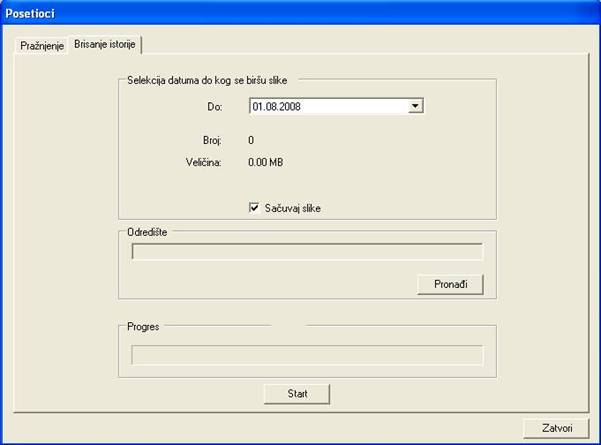 Posetioci
Pražnjenje Brisanje istorije
Selekcija datuma do kog se biršu slike
Do: 01.08.2008
Broj: 0
Veličina: 0.00 MB
Sačuvaj slike
Odredište
Pronađi
Progres
Start
Zatvori